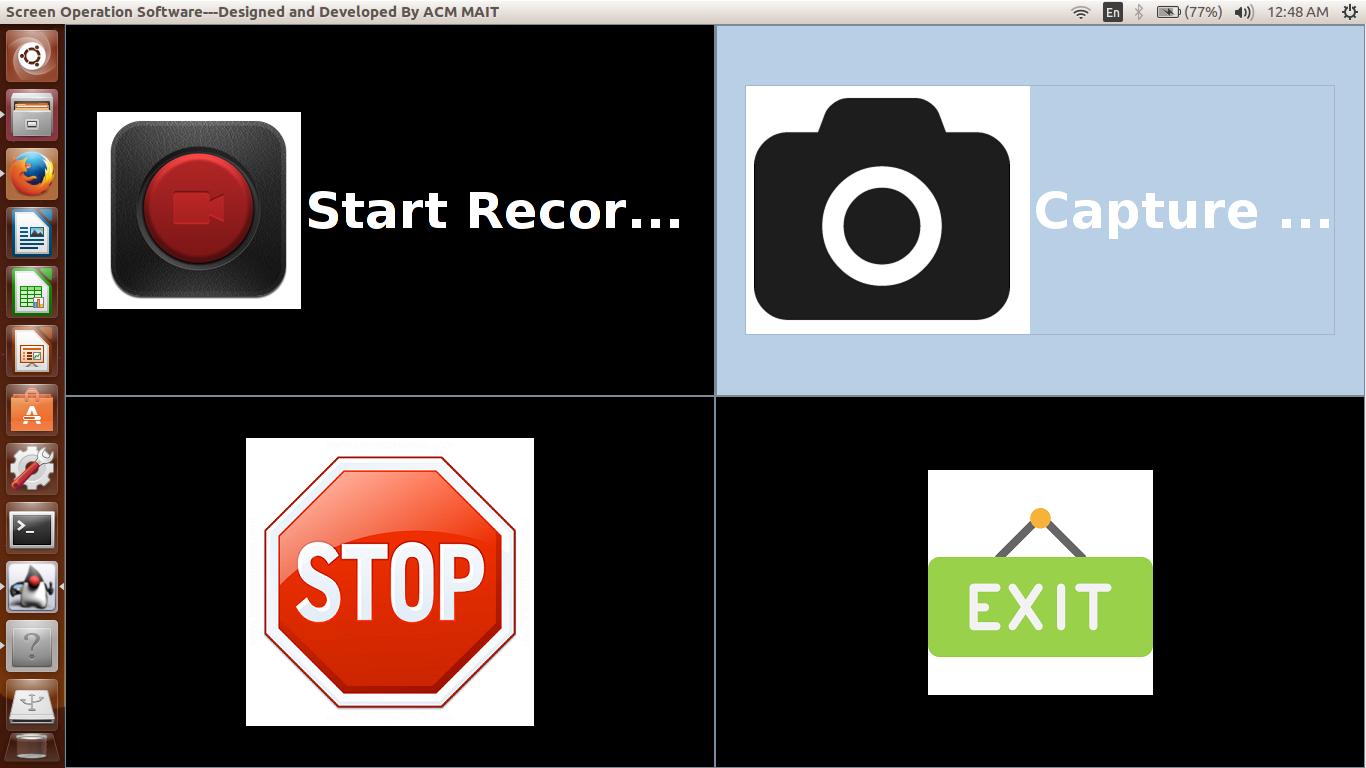 Screen Operation Software---Designed and Developed By ACM MAIT
En (77%) 12:48 AM
Start Recor...
Capture ...
STOP
EXIT